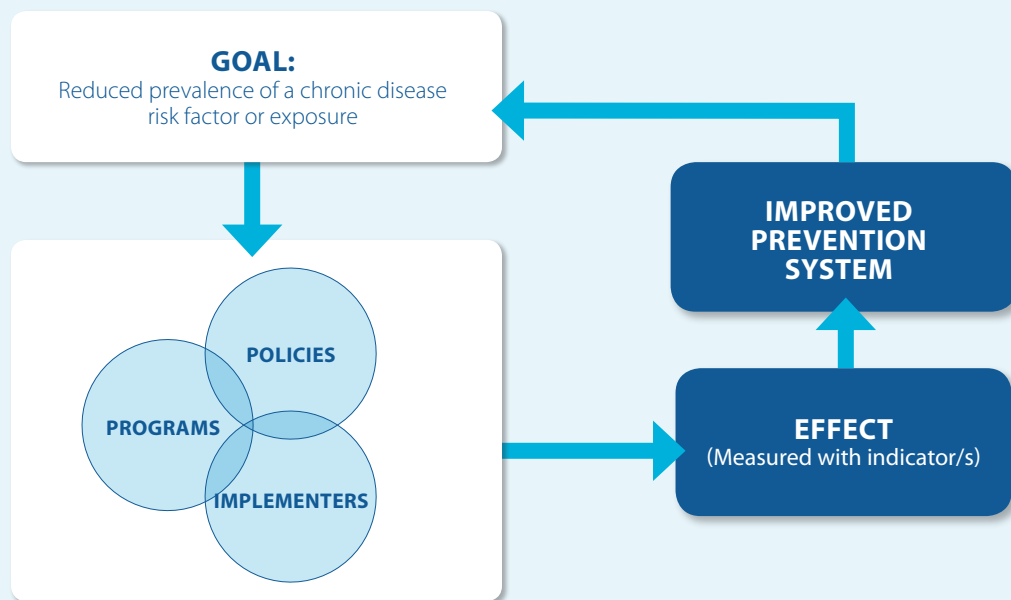 GOAL:
Reduced prevalence of a chronic disease
risk factor or exposure
IMPROVED
PREVENTION
SYSTEM
POLICIES
PROGRAMS
IMPLEMENTERS
EFFECT
(Measured with indicator/s)